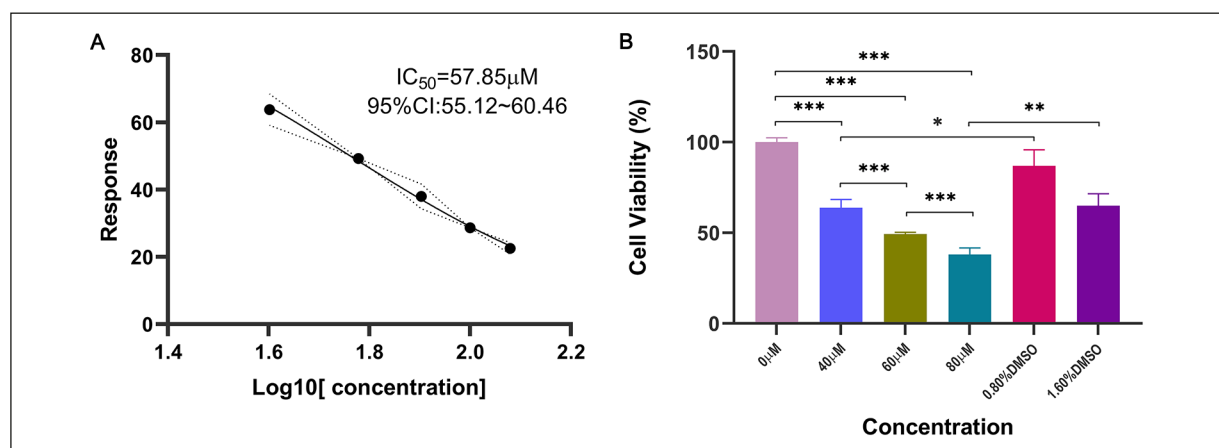 A
80
60
40
20
0
Response
IC50=57.85μM
95%CI:55.12~60.46
1.4 1.6 1.8 2.0 2.2
Log10[ concentration]
B
150
100
50
0
Cell Viability (%)
***
***
***
**
*
***
***
0μM 40μM 60μM 80μM 0.80%DMSO 1.60%DMSO
Concentration